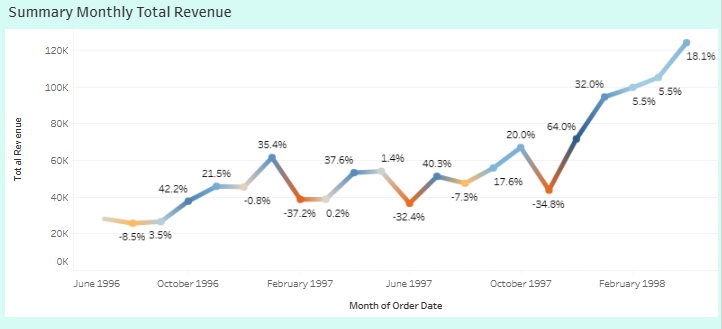 Summary Monthly Total Revenue
Total Revenue
120K
100K
80K
60K
40K
20K
0K
-8.5%
3.5%
42.2%
21.5%
-0.8%
35.4%
-37.2%
0.2%
37.6%
1.4%
-32.4%
40.3%
-7.3%
17.6%
20.0%
-34.8%
64.0%
32.0%
5.5%
5.5%
18.1%
June 1996
October 1996
February 1997
June 1997
October 1997
February 1998
Month of Order Date